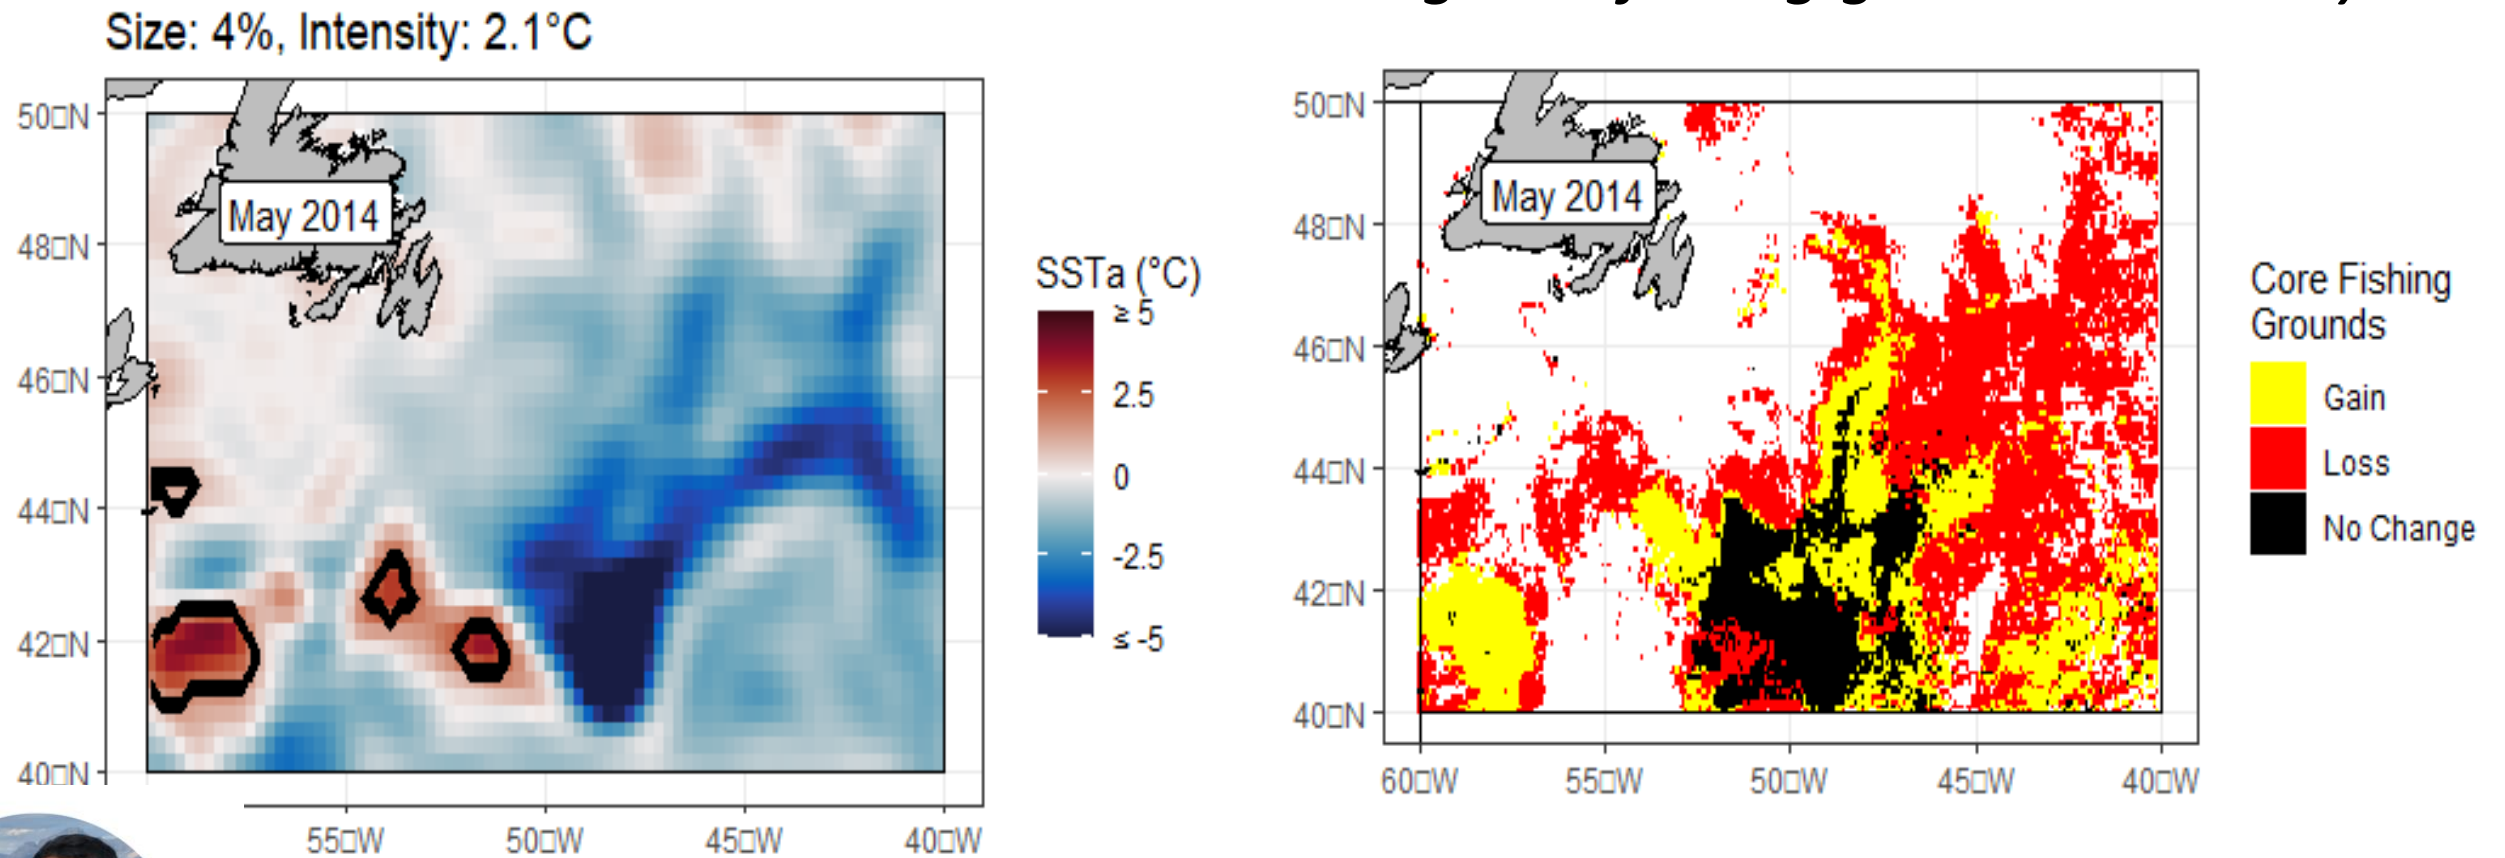 Size: 4%, Intensity: 2.1°C
50□N
48□N
46□N
44□N
42□N
40□N
May 2014
55□W
50□W
45□W
40□W
SSTa (°C)
≥ 5
2.5
0
-2.5
≤ -5
50□N
48□N
46□N
44□N
42□N
40□N
May 2014
60□W
55□W
50□W
45□W
40□W
Core Fishing
Grounds
Gain
Loss
No Change